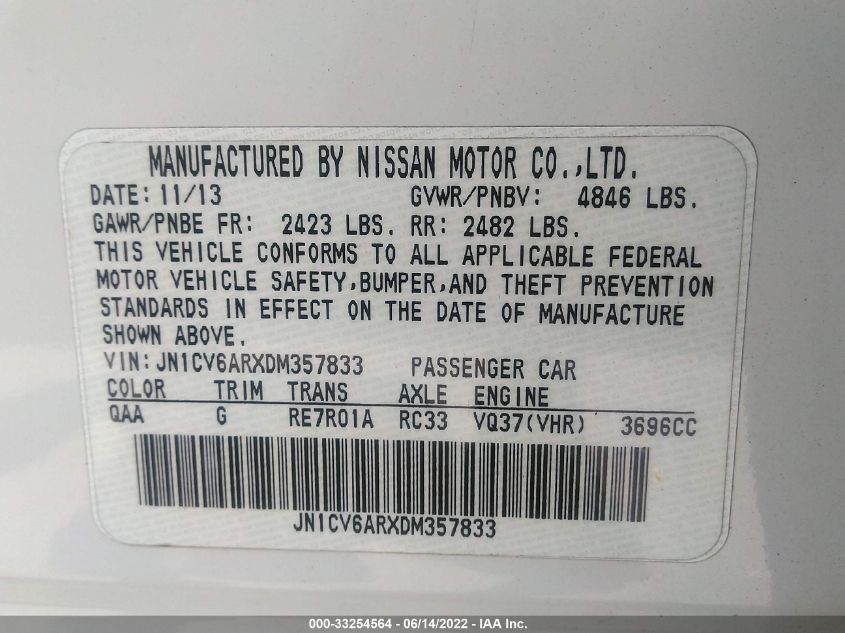 MANUFACTURED BY NISSAN MOTOR CO.,LTD.
DATE: 11/13 GVWR/PNBV: 4846 LBS.
GAWR/PNBE FR: 2423 LBS. RR: 2482 LBS.
THIS VEHICLE CONFORMS TO ALL APPLICABLE FEDERAL
MOTOR VEHICLE SAFETY,BUMPER,AND THEFT PREVENTION
STANDARDS IN EFFECT ON THE DATE OF MANUFACTURE
SHOWN ABOVE.
VIN: JN1CV6ARXDM357833 PASSENGER CAR
COLOR TRIM TRANS AXLE ENGINE
QAA G RE7R01A RC33 VQ37(VHR) 3696CC
JN1CV6ARXDM357833
000-33254564 - 06/14/2022 - IAA Inc.